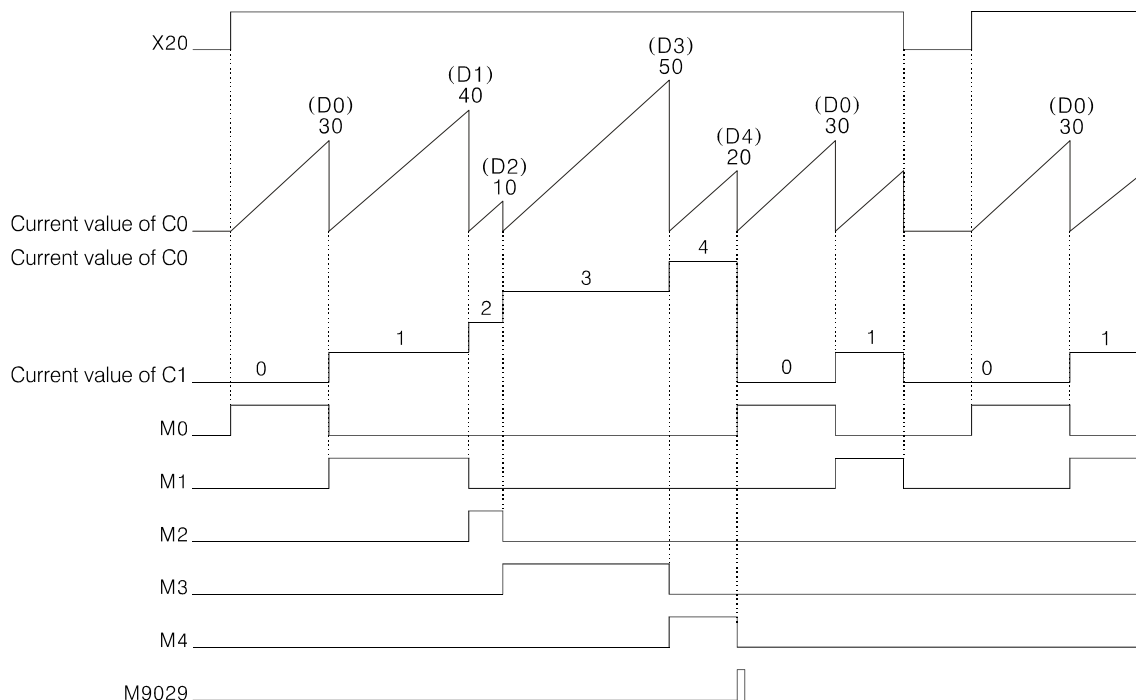 X20
(D0)
30
(D1)
40
(D2)
10
(D3)
50
(D4)
20
(D0)
30
(D0)
30
Current value of C0
Current value of C0
4
3
2
1
1
1
Current value of C1
0
0
0
M0
M1
M2
M3
M4
M9029